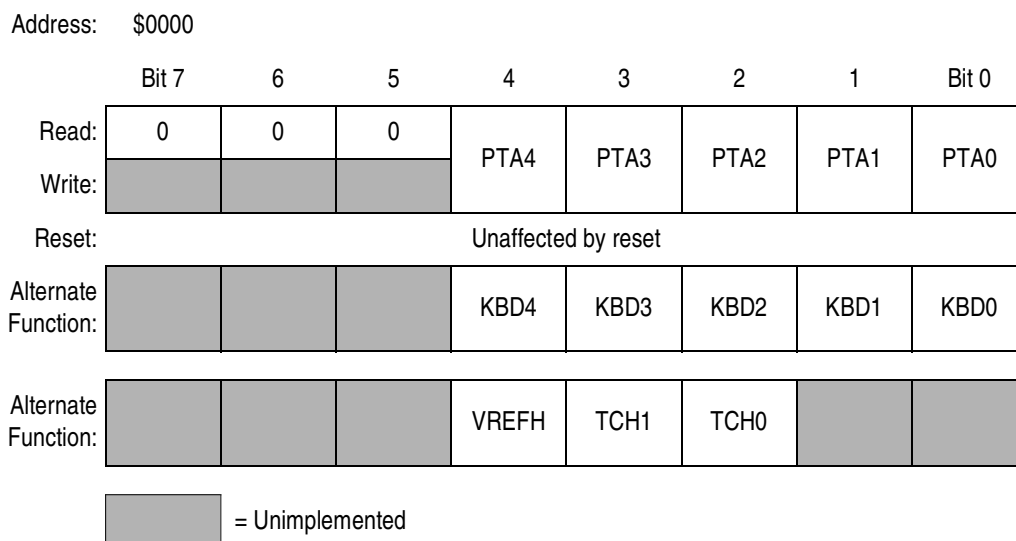 Address: $0000
Bit 7 6 5 4 3 2 1 Bit 0
Read: 0 0 0 PTA4 PTA3 PTA2 PTA1 PTA0
Write:
Reset: Unaffected by reset
Alternate
Function: KBD4 KBD3 KBD2 KBD1 KBD0
Alternate
Function: VREFH TCH1 TCH0
= Unimplemented